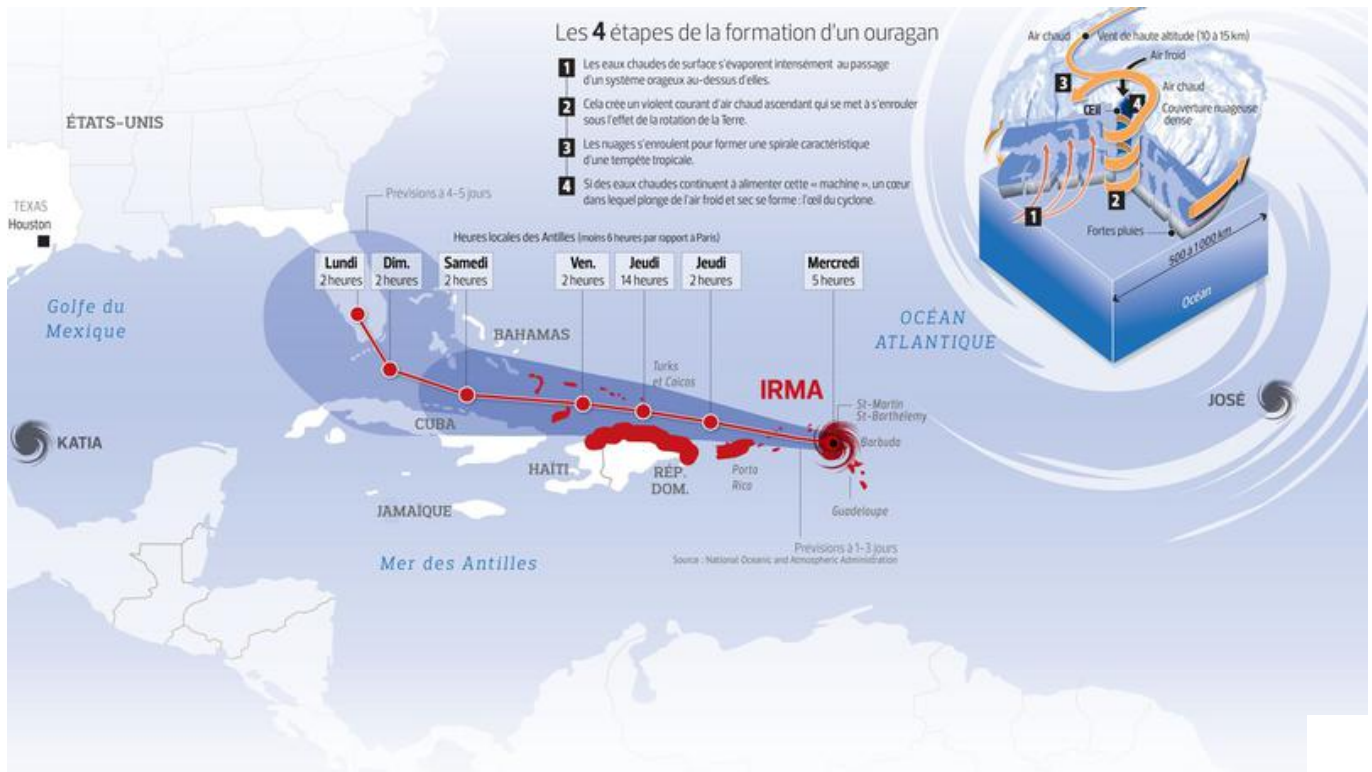 Les 4 étapes de la formation d'un ouragan
1 Les eaux chaudes de surface s'évaporent intensément au passage
d'un système orageux au-dessus d'elles.
2 Cela crée un violent courant d'air chaud ascendant qui se met à s'enrouler
sous l'effet de la rotation de la Terre.
3 Les nuages s'enroulent pour former une spirale caractéristique
d'une tempête tropicale.
4 Si des eaux chaudes continuent à alimenter cette « machine », un cœur
dans lequel plonge de l'air froid et sec se forme : l'œil du cyclone.
Air chaud
Vent de haute altitude (10 à 15 km)
Air froid
3
Air chaud
4
Œil
Couverture nuageuse
dense
1
2
Fortes pluies
500 à 1 000 km
Océan
ÉTATS-UNIS
TEXAS
Houston
Prévisions à 4-5 jours
Heures locales des Antilles (moins 6 heures par rapport à Paris)
Lundi
2 heures
Dim.
2 heures
Samedi
2 heures
Ven.
2 heures
Jeudi
14 heures
Jeudi
2 heures
Mercredi
5 heures
Golfe du
Mexique
BAHAMAS
OCÉAN
ATLANTIQUE
Turks
et Caicos
IRMA
St-Martin
St-Barthélemy
JOSÉ
KATIA
CUBA
Barbuda
HAÏTI
RÉP.
DOM.
Porto
Rico
JAMAÏQUE
Guadeloupe
Prévisions à 1-3 jours
Source : National Oceanic and Atmospheric Administration
Mer des Antilles